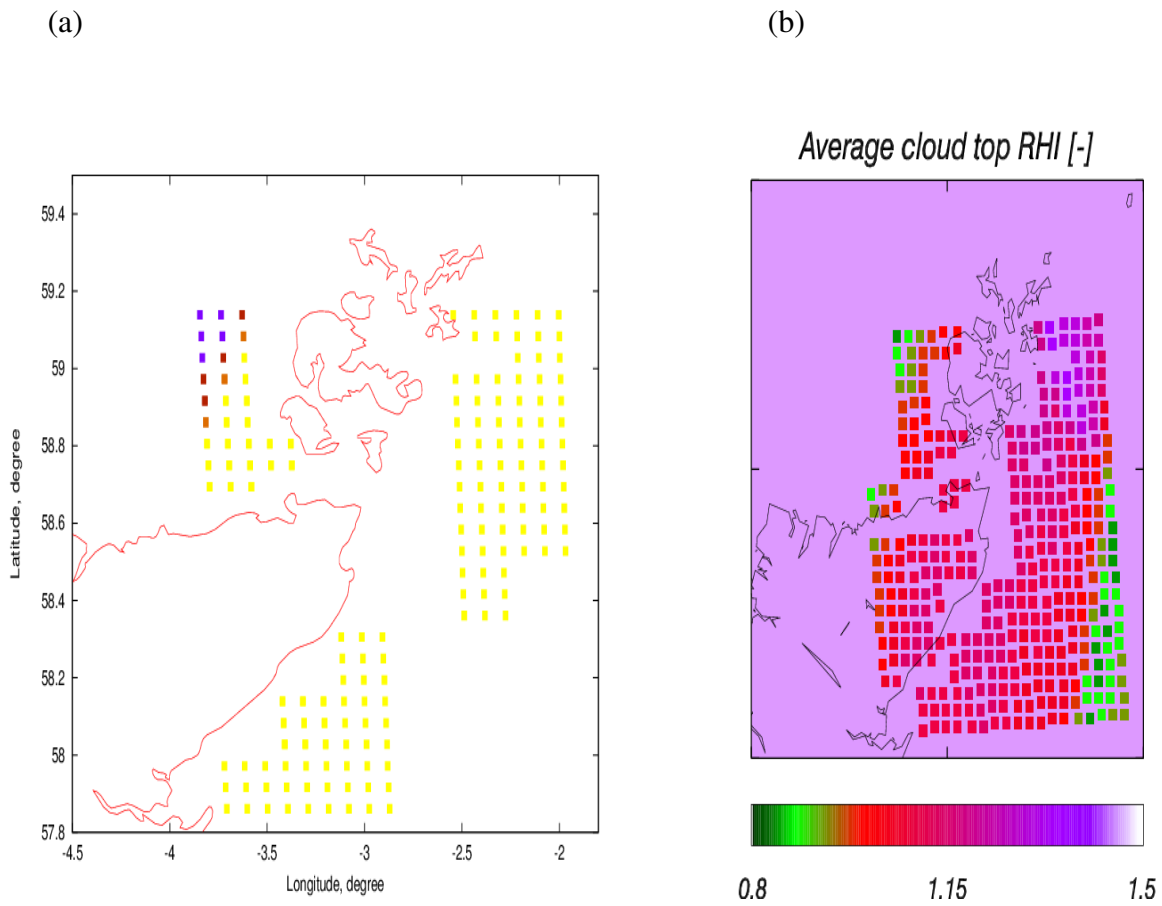 (a)
(b)
Average cloud top RHI [-]
59.4
59.2
59
58.8
58.6
58.4
58.2
58
57.8
Latitude, degree
-4.5 -4 -3.5 -3 -2.5 -2
Longitude, degree
0.8 1.15 1.5